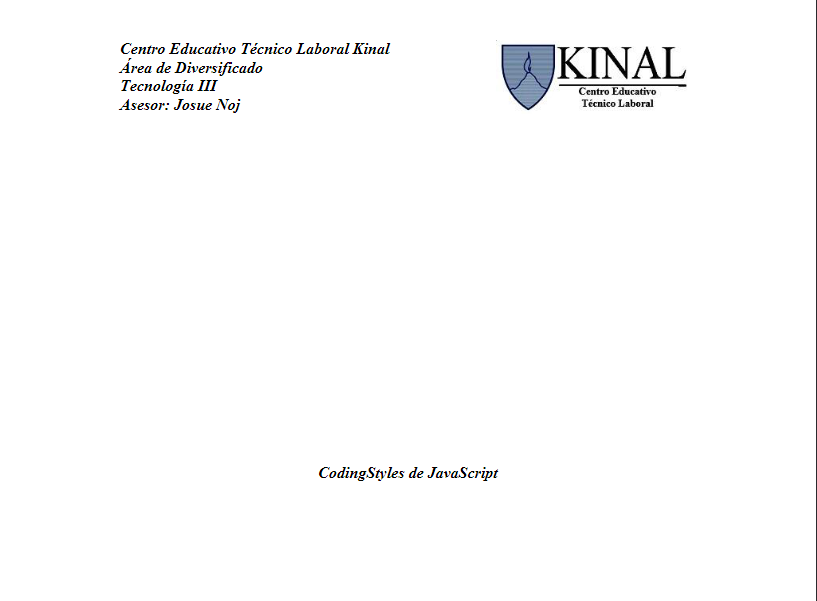 Centro Educativo Técnico Laboral Kinal
Área de Diversificado
Tecnología III
Asesor: Josue Noj
KINAL
Centro Educativo
Técnico Laboral
CodingStyles de JavaScript